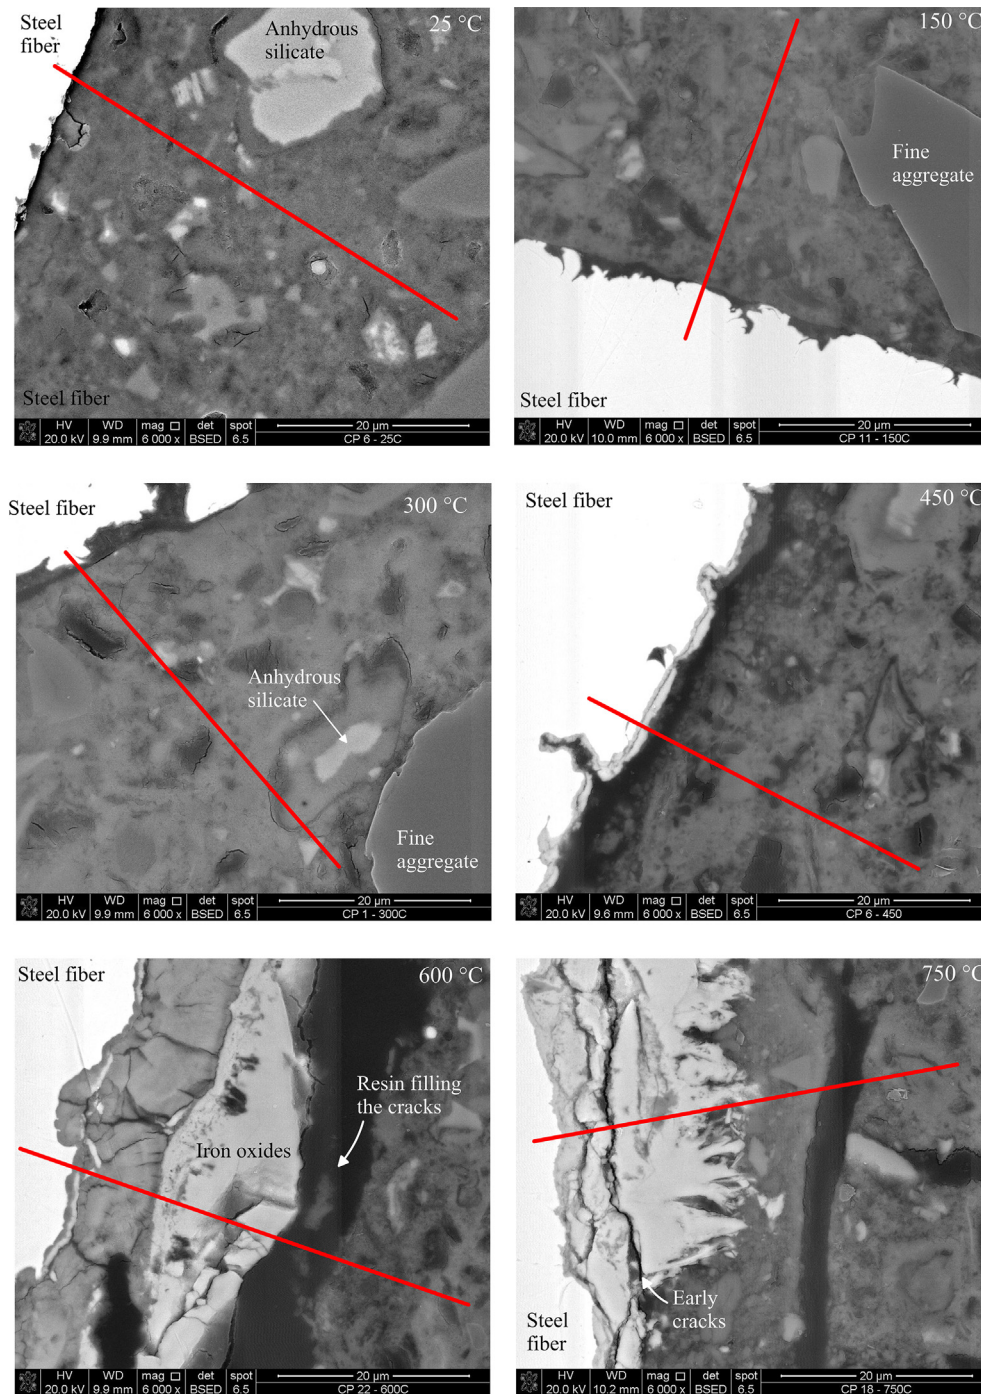 Steel
fiber
Anhydrous
silicate
25 °C
Steel fiber
HV WD mag det spot 20 µm
20.0 kV 9.9 mm 6 000 x BSED 6.5 CP 6 - 25C
150 °C
Fine
aggregate
Steel fiber
HV WD mag det spot 20 µm
20.0 kV 10.0 mm 6 000 x BSED 6.5 CP 11 - 150C
Steel fiber
300 °C
Anhydrous
silicate
Fine
aggregate
HV WD mag det spot 20 µm
20.0 kV 9.9 mm 6 000 x BSED 6.5 CP 1 - 300C
Steel fiber
450 °C
HV WD mag det spot 20 µm
20.0 kV 9.6 mm 6 000 x BSED 6.5 CP 6 - 450
Steel fiber
600 °C
Resin filling
the cracks
Iron oxides
HV WD mag det spot 20 µm
20.0 kV 9.9 mm 6 000 x BSED 6.5 CP 22 - 600C
750 °C
Early
cracks
Steel
fiber
HV WD mag det spot 20 µm
20.0 kV 10.2 mm 6 000 x BSED 6.5 CP 18 - 750C